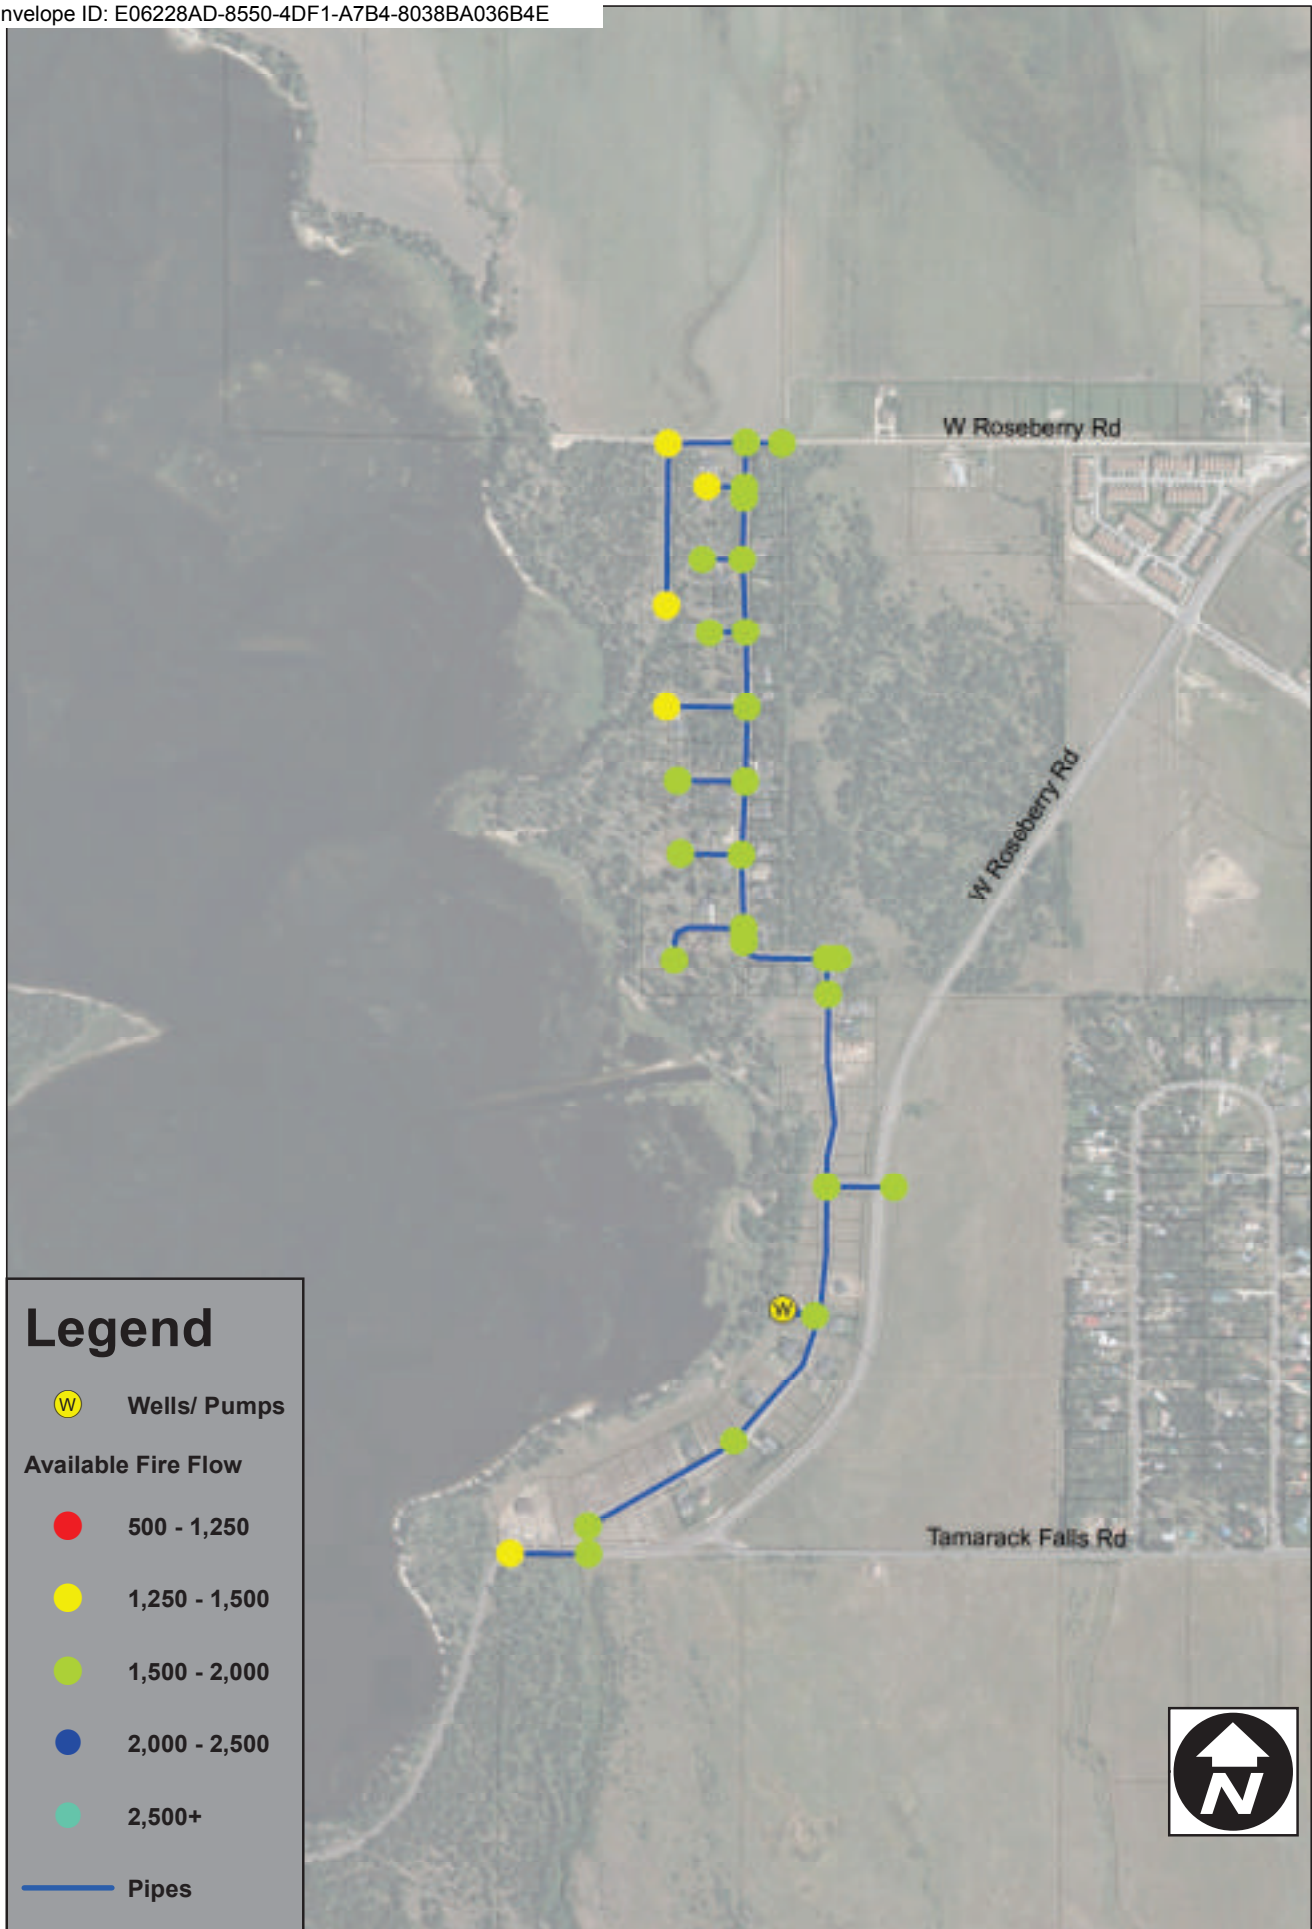 nvelope ID: E06228AD-8550-4DF1-A7B4-8038BA036B4E
W Roseberry Rd
W Roseberry Rd
W
Tamarack Falls Rd
Legend
W Wells/ Pumps
Available Fire Flow
500 - 1,250
1,250 - 1,500
1,500 - 2,000
2,000 - 2,500
2,500+
Pipes
N